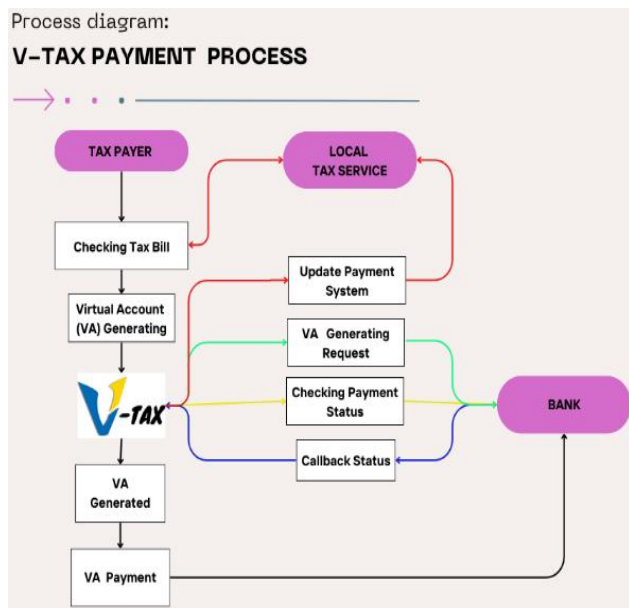 Process diagram:
V-TAX PAYMENT PROCESS
TAX PAYER
LOCAL
TAX SERVICE
Checking Tax Bill
Update Payment
System
Virtual Account
(VA) Generating
VA Generating
Request
V-TAX
Checking Payment
Status
BANK
Callback Status
VA
Generated
VA Payment